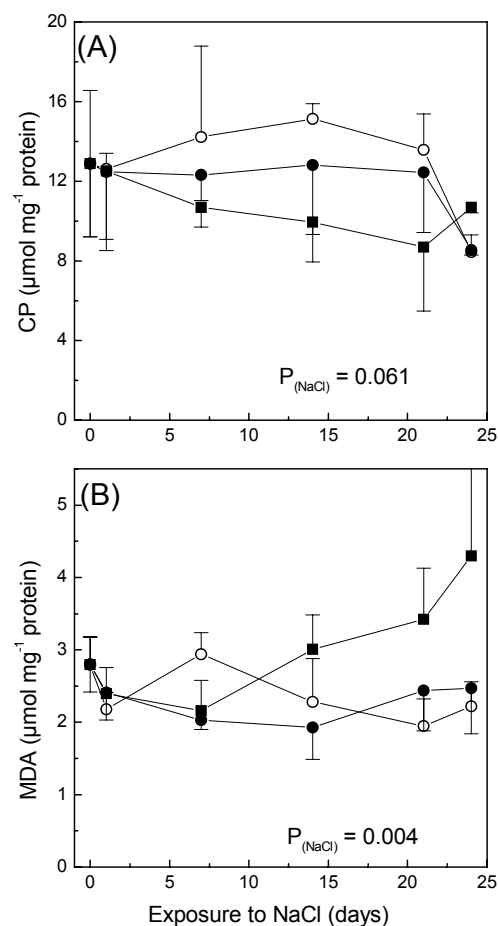 (A)
20
16
12
8
4
0
CP (µmol mg⁻¹ protein)
P(NaCl) = 0.061
0 5 10 15 20 25
(B)
5
4
3
2
1
0
MDA (µmol mg⁻¹ protein)
P(NaCl) = 0.004
0 5 10 15 20 25
Exposure to NaCl (days)